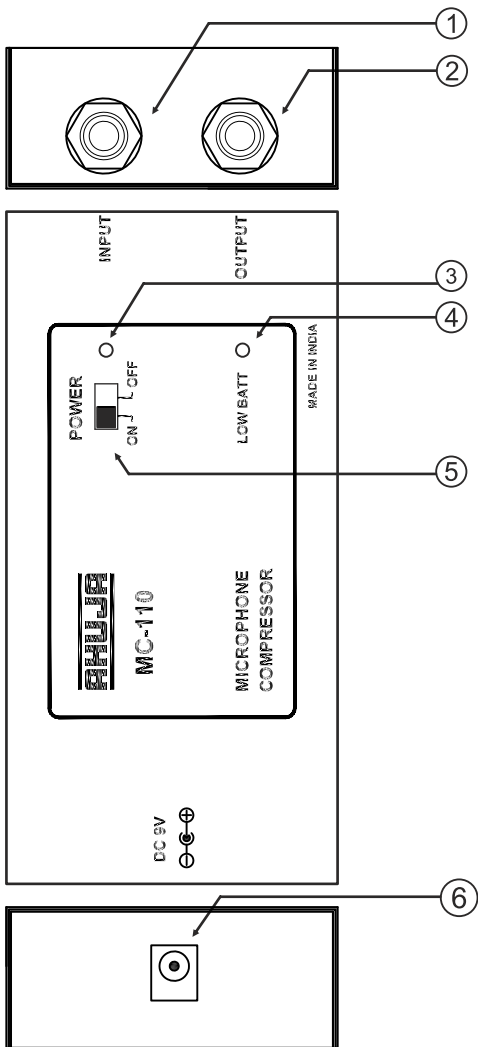 1
2
INPUT
OUTPUT
3
4
POWER
ON
OFF
LOW BATT
MADE IN INDIA
5
AHUJA
MC-110
MICROPHONE
COMPRESSOR
DC 9V
6